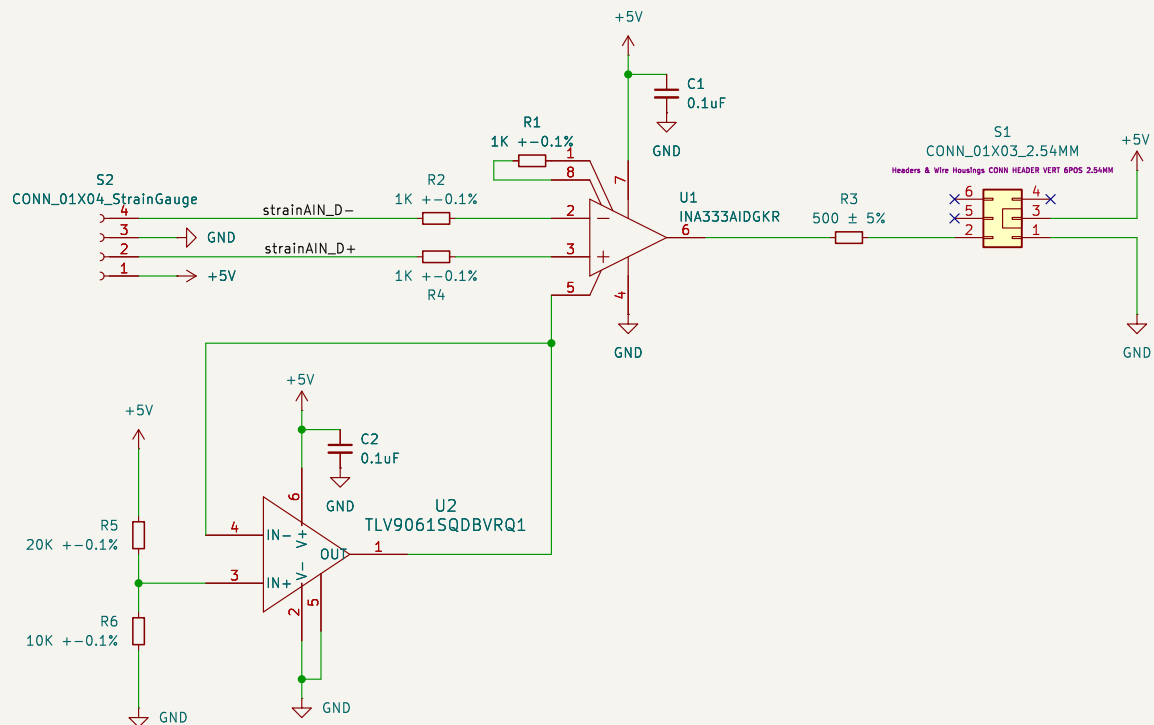 +5V
C1
0.1uF
GND
R1
1K +-0.1%
1
8
7
S2
CONN_01X04_StrainGauge
4
3
2
1
strainAIN_D-
GND
strainAIN_D+
+5V
R2
1K +-0.1%
1K +-0.1%
R4
2
3
5
4
6
U1
INA333AIDGKR
GND
R3
500 ± 5%
S1
CONN_01X03_2.54MM
Headers & Wire Housings CONN HEADER VERT 6POS 2.54MM
6
5
2
4
3
1
+5V
GND
+5V
C2
0.1uF
GND
6
U2
TLV9061SQDBVRQ1
4
IN-
V+
OUT
1
3
IN+
V-
2
5
GND
+5V
R5
20K +-0.1%
R6
10K +-0.1%
GND